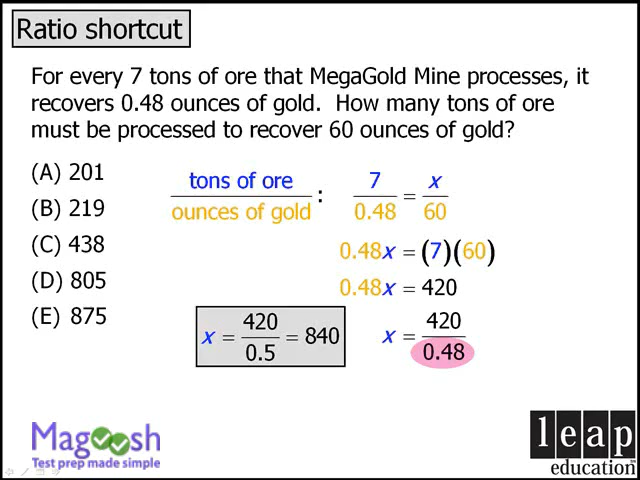 Ratio shortcut
For every 7 tons of ore that MegaGold Mine processes, it
recovers 0.48 ounces of gold. How many tons of ore
must be processed to recover 60 ounces of gold?
(A) 201
(B) 219
(C) 438
(D) 805
(E) 875
tons of ore
ounces of gold
:
7/0.48 = x/60
0.48x = (7)(60)
0.48x = 420
x = 420/0.48
x = 420/0.5 = 840
Magoosh
Test prep made simple
leap
education